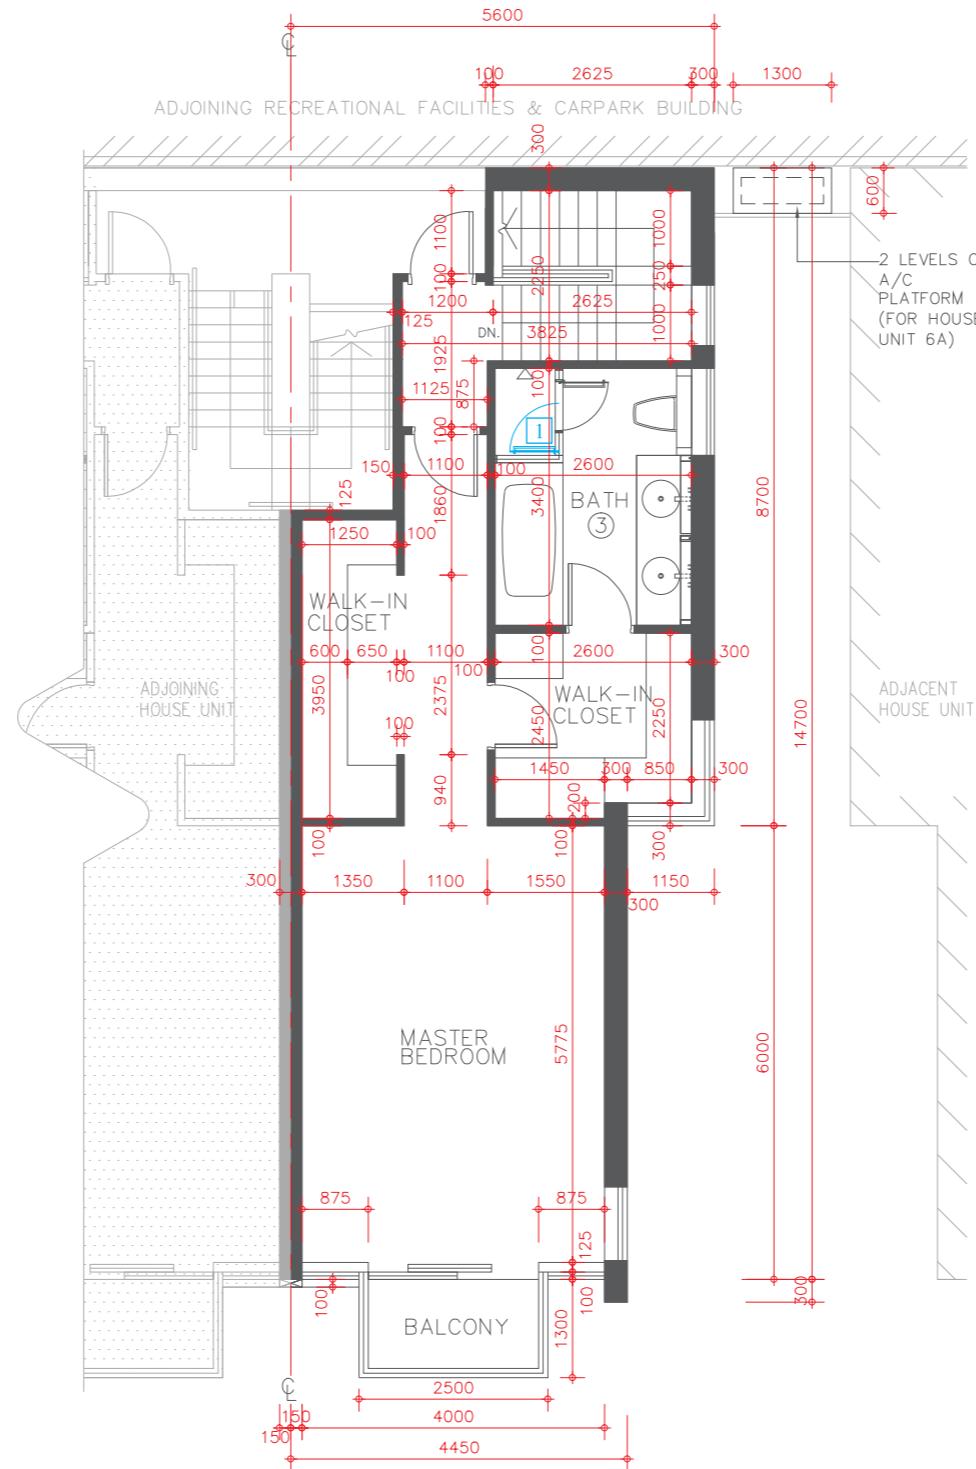 5600
℄
100 2625 300 1300
ADJOINING RECREATIONAL FACILITIES & CARPARK BUILDING
300
600
1100
1000
2250
250
100
2 LEVELS
A/C
PLATFORM
(FOR HOUSE
UNIT 6A)
1200 2625
125
DN.
3825
1000
1925
875
1125
100
100
1
150 1100 100 2600
125
1860
3400
8700
BATH
3
1250 100
WALK-IN
CLOSET
600 650 1100 2600 300
100
100
100
3950
2375
ADJOINING
HOUSE UNIT
WALK-IN
CLOSET
2450
2250
ADJACENT
HOUSE UNIT
14700
100
1450 300 850 300
940
200
100
100
300
300 1350 1100 1550 1150
300
MASTER
BEDROOM
5775
6000
875 875
125
100
100
300
1300
BALCONY
℄
2500
150 4000
150
4450